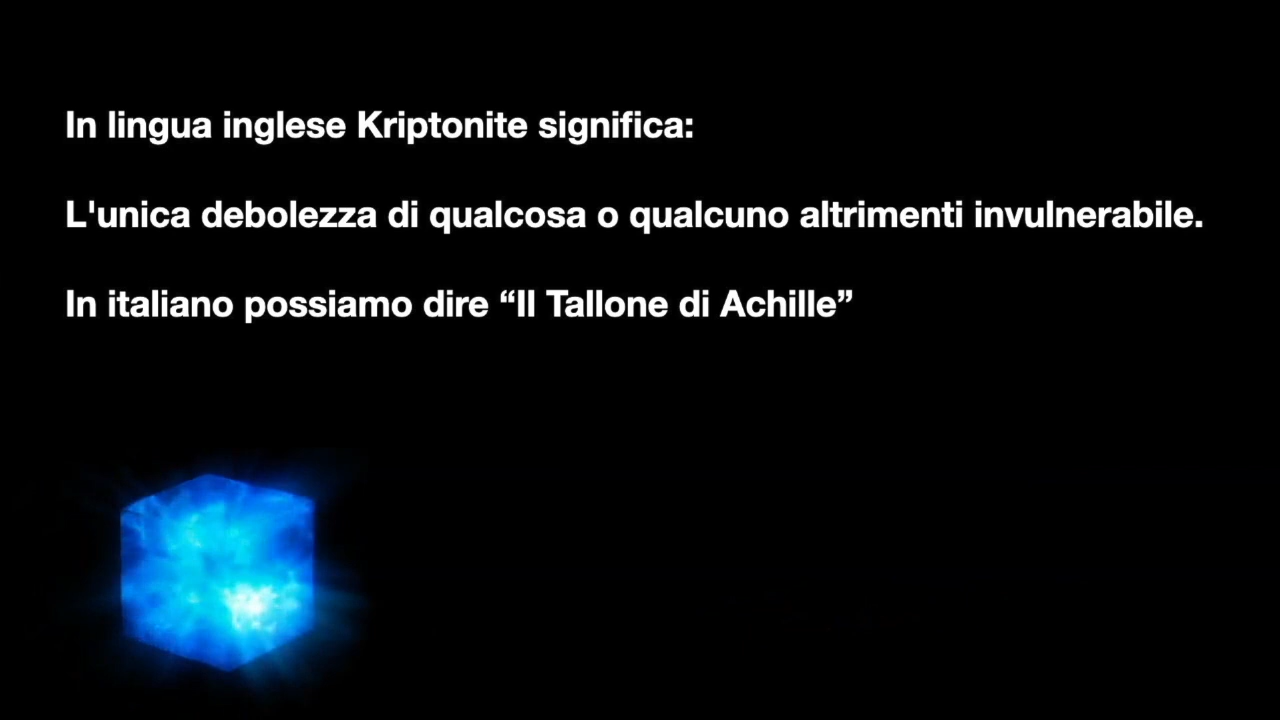 In lingua inglese Kriptonite significa:
L'unica debolezza di qualcosa o qualcuno altrimenti invulnerabile.
In italiano possiamo dire “Il Tallone di Achille”